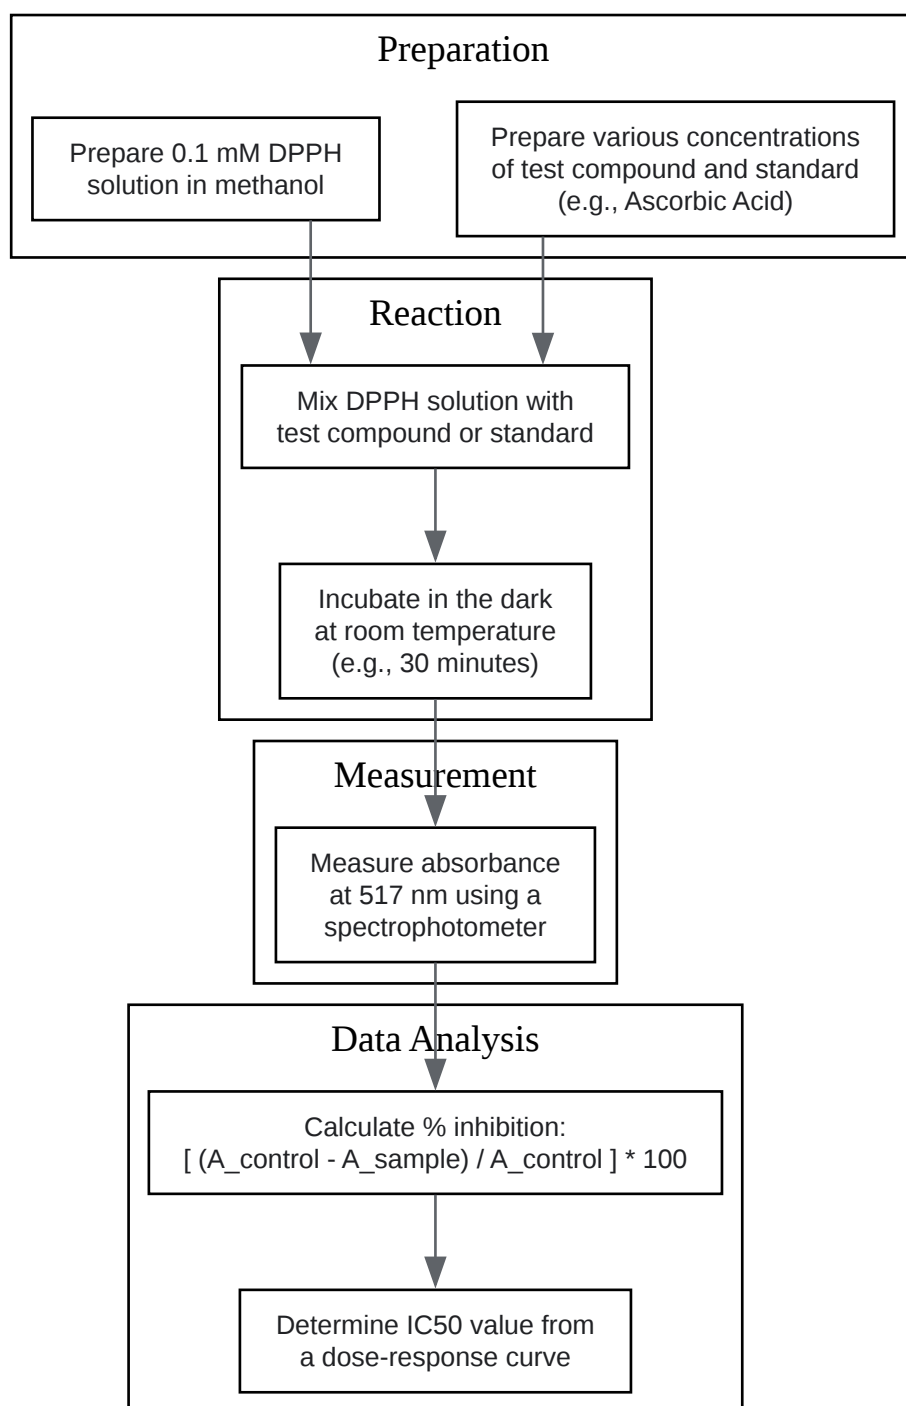 Preparation
Prepare 0.1 mM DPPH
solution in methanol
Prepare various concentrations
of test compound and standard
(e.g., Ascorbic Acid)
Reaction
Mix DPPH solution with
test compound or standard
Incubate in the dark
at room temperature
(e.g., 30 minutes)
Measurement
Measure absorbance
at 517 nm using a
spectrophotometer
Data Analysis
Calculate % inhibition:
[ (A_control - A_sample) / A_control ] * 100
Determine IC50 value from
a dose-response curve